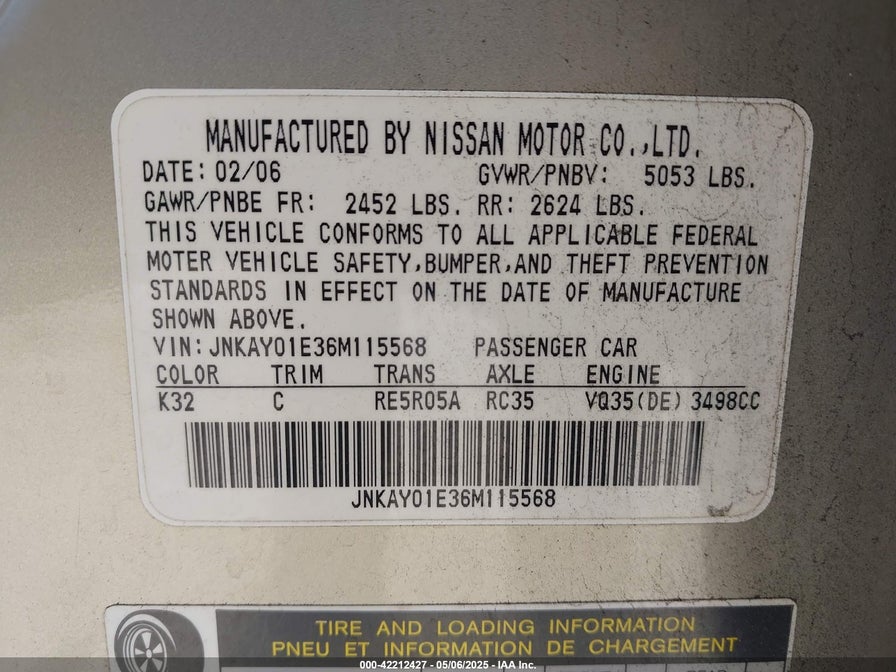 MANUFACTURED BY NISSAN MOTOR CO.,LTD.
DATE: 02/06 GVWR/PNBV: 5053 LBS.
GAWR/PNBE FR: 2452 LBS. RR: 2624 LBS.
THIS VEHICLE CONFORMS TO ALL APPLICABLE FEDERAL
MOTER VEHICLE SAFETY,BUMPER,AND THEFT PREVENTION
STANDARDS IN EFFECT ON THE DATE OF MANUFACTURE
SHOWN ABOVE.
VIN: JNKAY01E36M115568 PASSENGER CAR
COLOR TRIM TRANS AXLE ENGINE
K32 C RE5R05A RC35 VQ35(DE) 3498CC
JNKAY01E36M115568
TIRE AND LOADING INFORMATION
PNEU ET INFORMATION DE CHARGEMENT
000-42212427 - 05/06/2025 - IAA Inc.